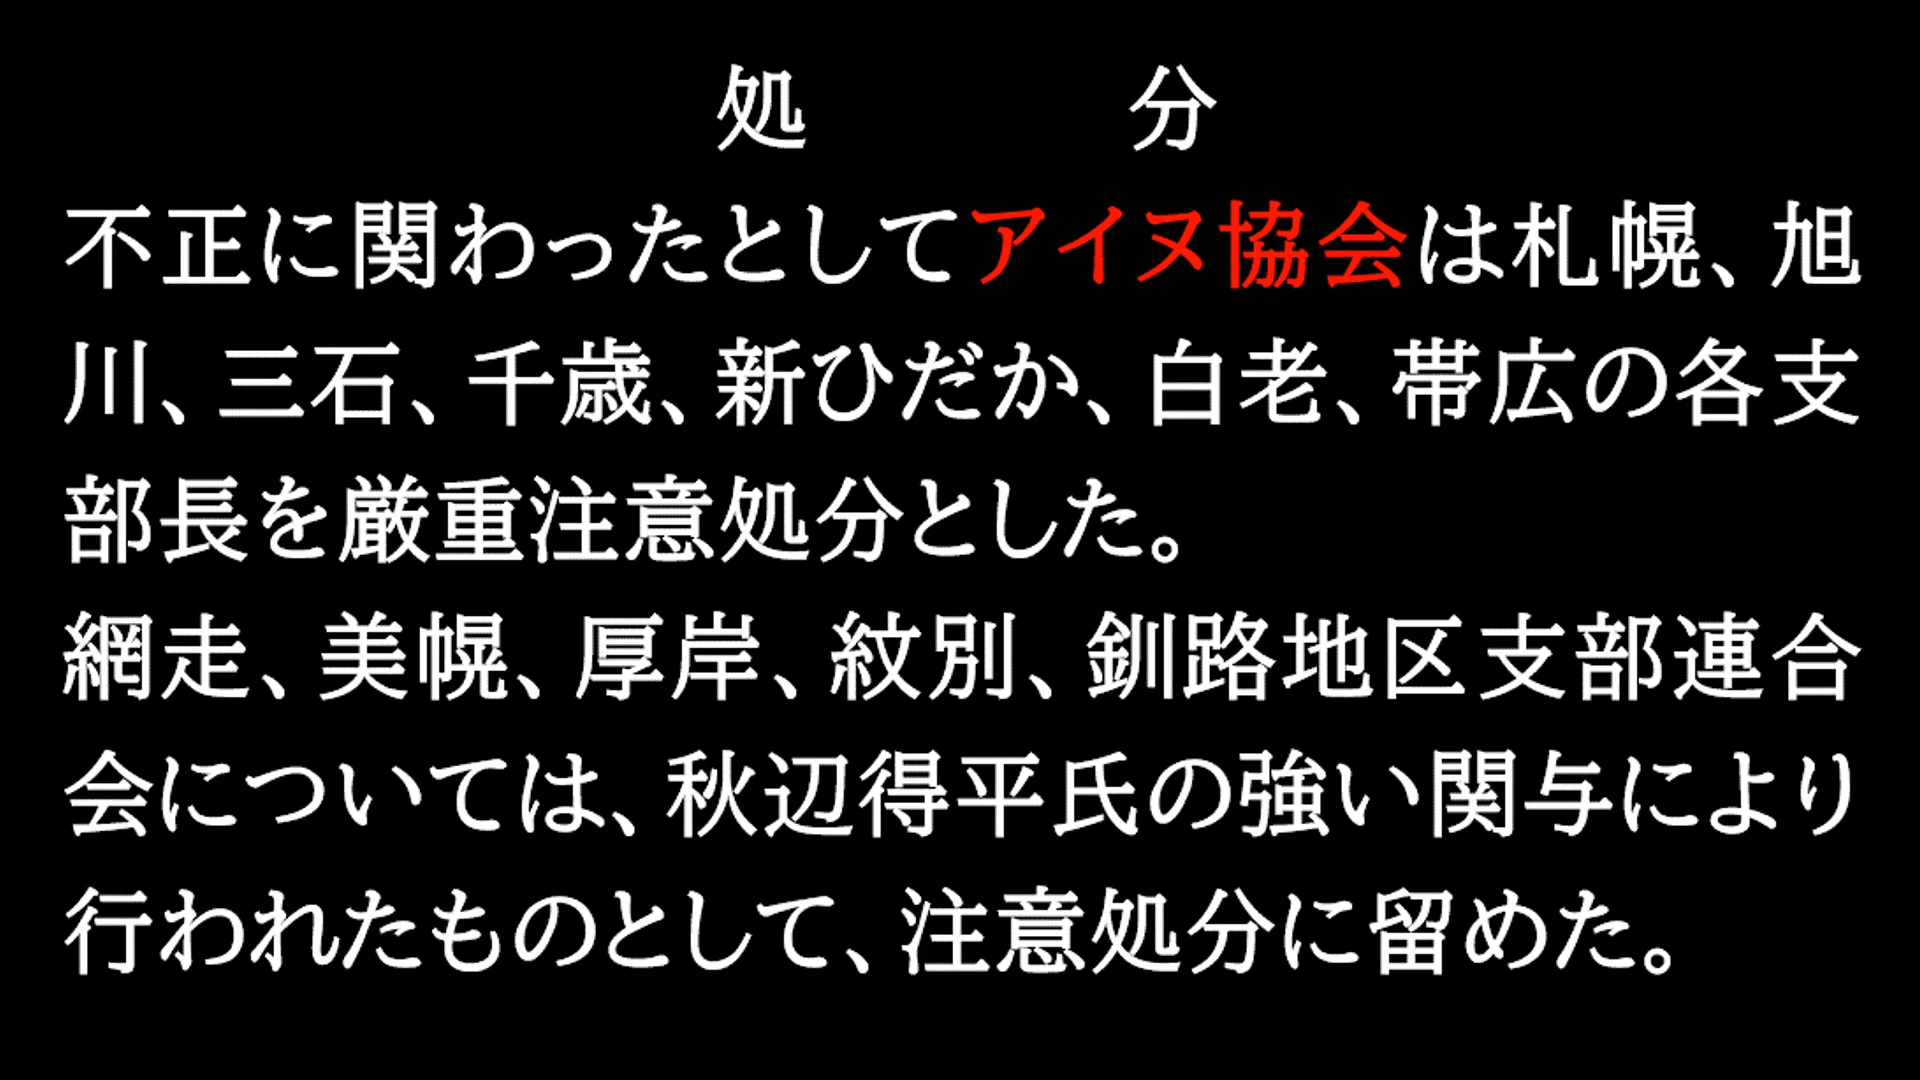 処　分
不正に関わったとしてアイヌ協会は札幌、旭
川、三石、千歳、新ひだか、白老、帯広の各支
部長を厳重注意処分とした。
網走、美幌、厚岸、紋別、釧路地区支部連合
会については、秋辺得平氏の強い関与により
行われたものとして、注意処分に留めた。